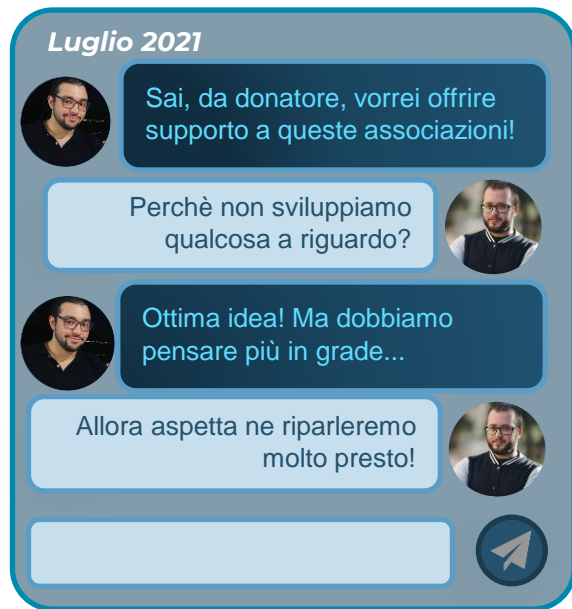 Luglio 2021
Sai, da donatore, vorrei offrire
supporto a queste associazioni!
Perchè non sviluppiamo
qualcosa a riguardo?
Ottima idea! Ma dobbiamo
pensare più in grade...
Allora aspetta ne riparleremo
molto presto!